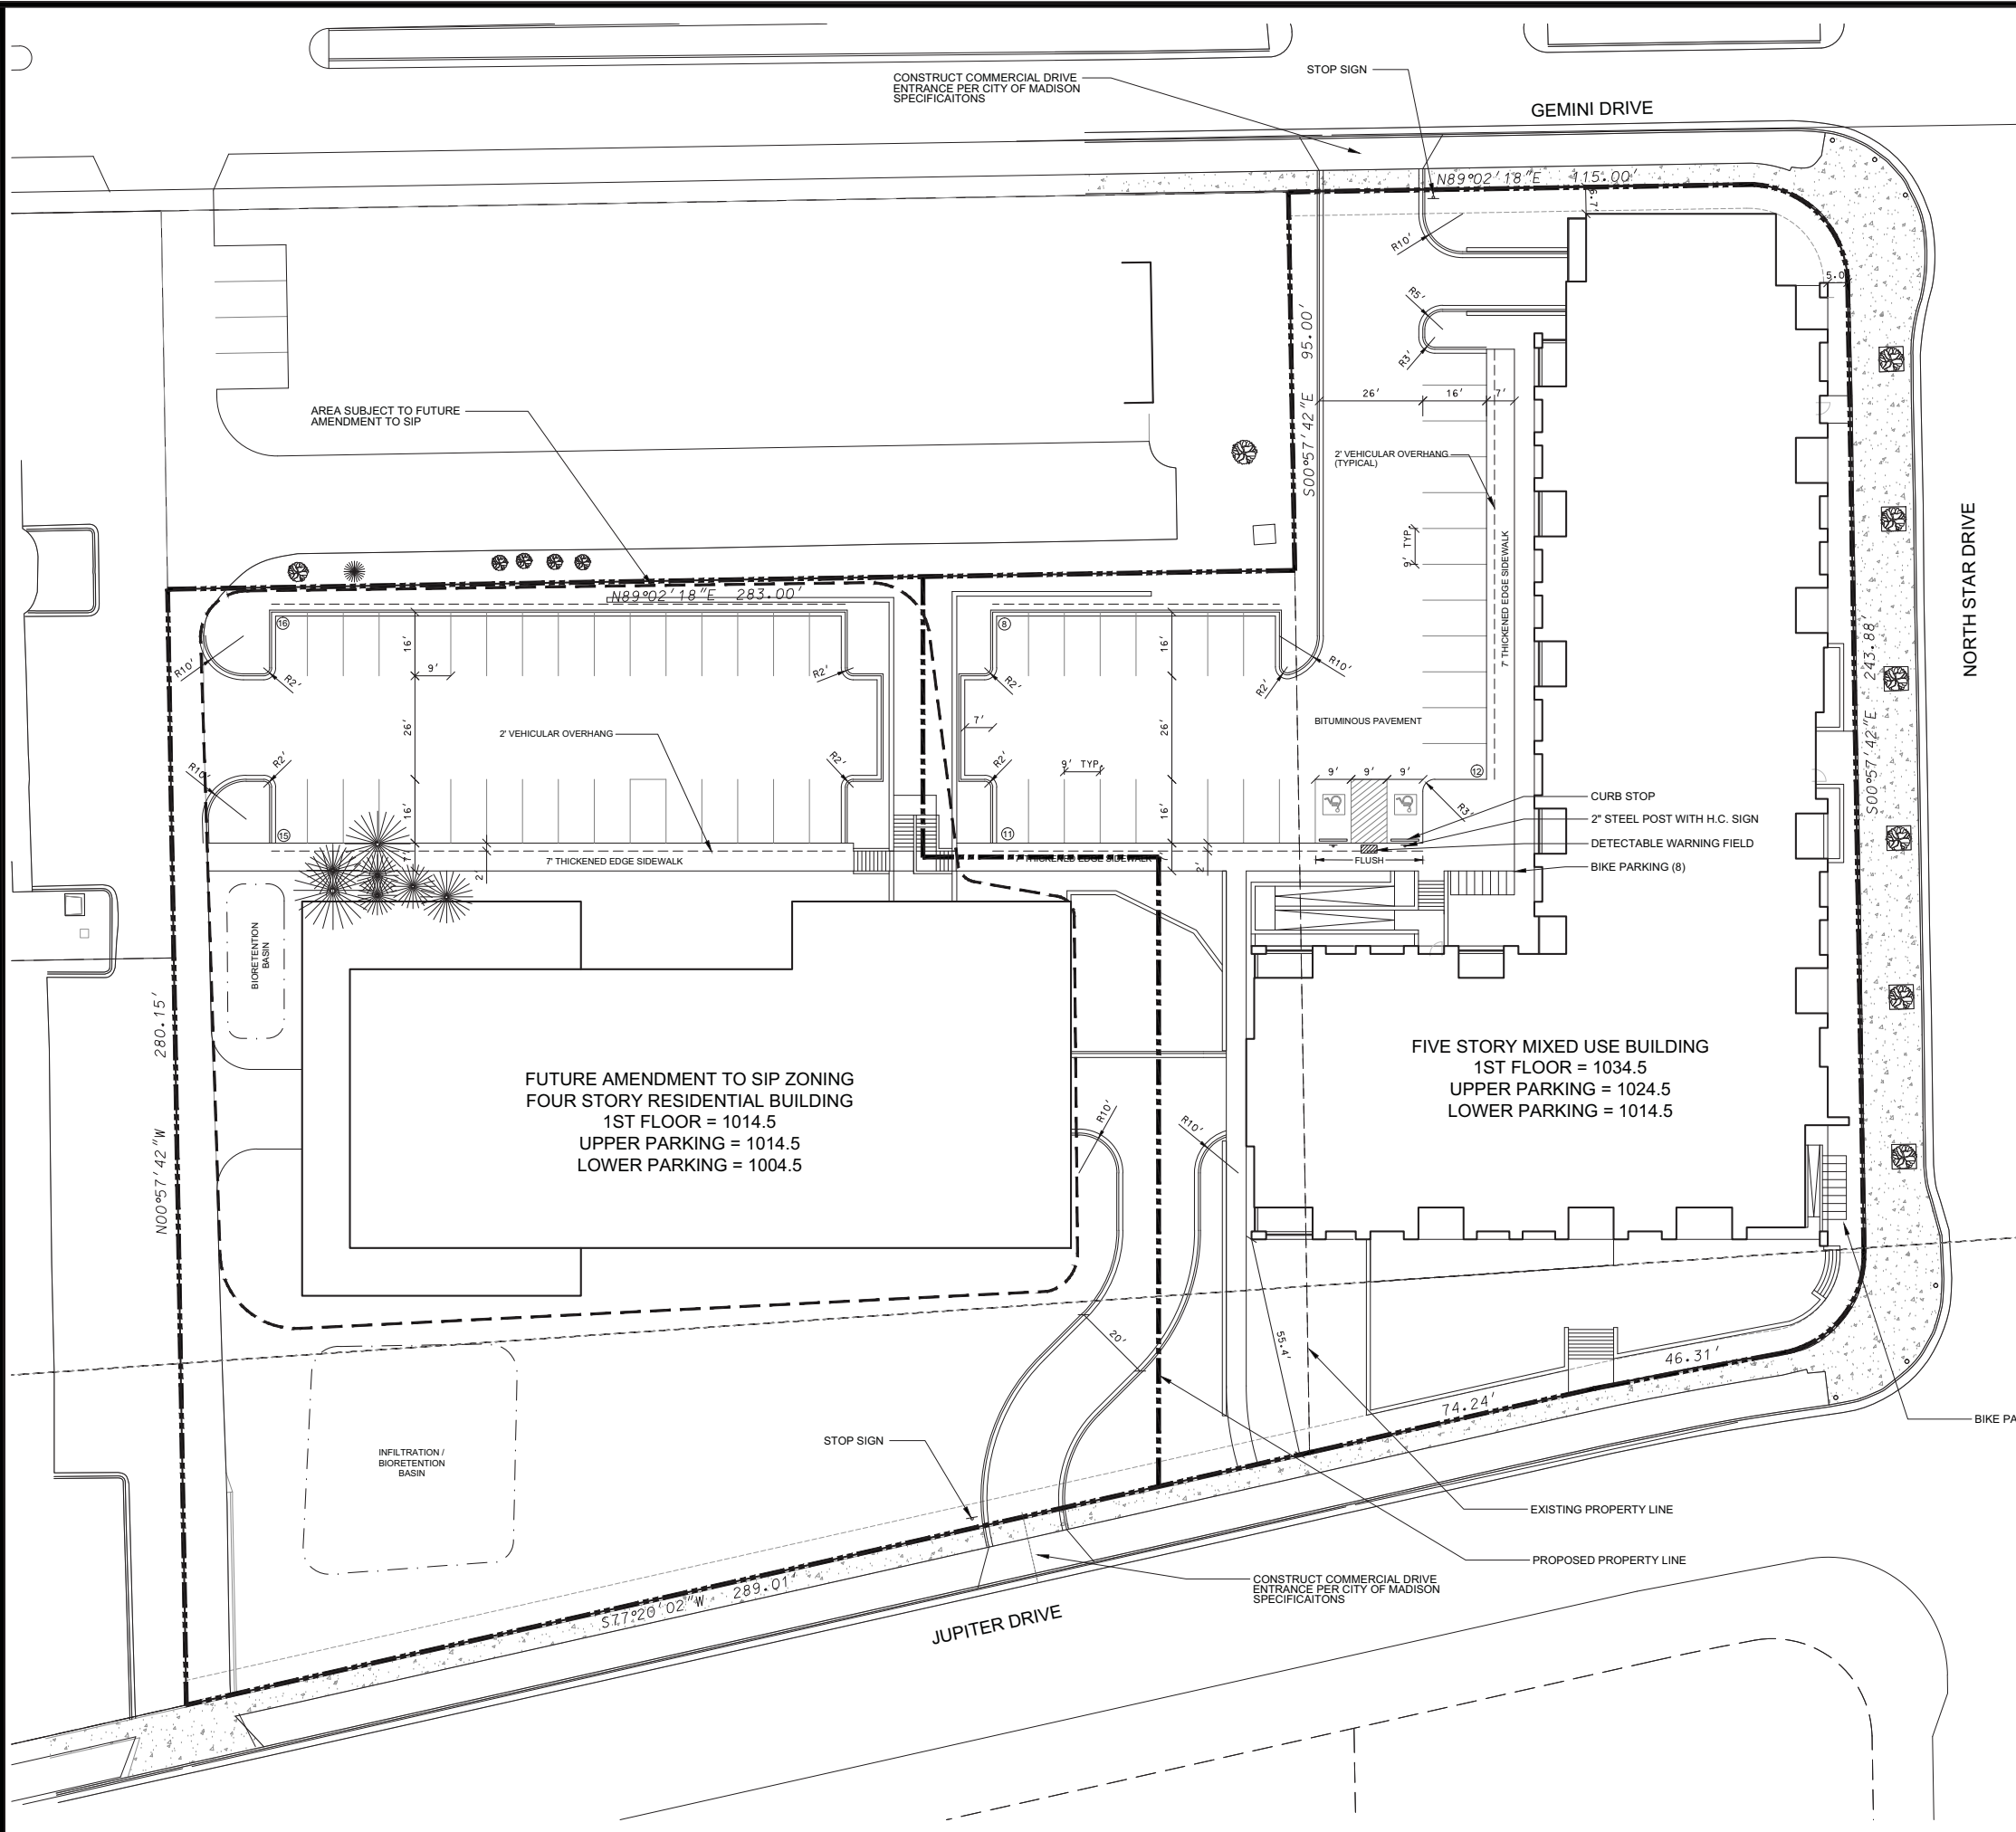 CONSTRUCT COMMERCIAL DRIVE
ENTRANCE PER CITY OF MADISON
SPECIFICAITONS
STOP SIGN
GEMINI DRIVE
N89°02'18"E 115.00'
R10'
5.0
R5'
R3'
S00°57'42"E 95.00'
26'
16'
7'
AREA SUBJECT TO FUTURE
AMENDMENT TO SIP
2' VEHICULAR OVERHANG
(TYPICAL)
9' TYP.
7' THICKENED EDGE SIDEWALK
NORTH STAR DRIVE
S00°57'42"E 243.88'
N89°02'18"E 283.00'
16
8
16'
9'
16'
R10'
R2'
R2'
R2'
R10'
R2'
26'
7'
26'
2' VEHICULAR OVERHANG
BITUMINOUS PAVEMENT
R10'
R2'
R2'
R2'
9' TYP.
9'
9'
9'
12
R3'
16'
16'
15
11
CURB STOP
2" STEEL POST WITH H.C. SIGN
DETECTABLE WARNING FIELD
BIKE PARKING (8)
FLUSH
7' THICKENED EDGE SIDEWALK
7' THICKENED EDGE SIDEWALK
7'
2'
7'
2'
BIORETENTION
BASIN
N00°57'42"W 280.15'
FUTURE AMENDMENT TO SIP ZONING
FOUR STORY RESIDENTIAL BUILDING
1ST FLOOR = 1014.5
UPPER PARKING = 1014.5
LOWER PARKING = 1004.5
FIVE STORY MIXED USE BUILDING
1ST FLOOR = 1034.5
UPPER PARKING = 1024.5
LOWER PARKING = 1014.5
R10'
R10'
20'
55.4'
46.31'
74.24'
BIKE PA
INFILTRATION /
BIORETENTION
BASIN
STOP SIGN
EXISTING PROPERTY LINE
PROPOSED PROPERTY LINE
CONSTRUCT COMMERCIAL DRIVE
ENTRANCE PER CITY OF MADISON
SPECIFICAITONS
S77°20'02"W 289.01'
JUPITER DRIVE